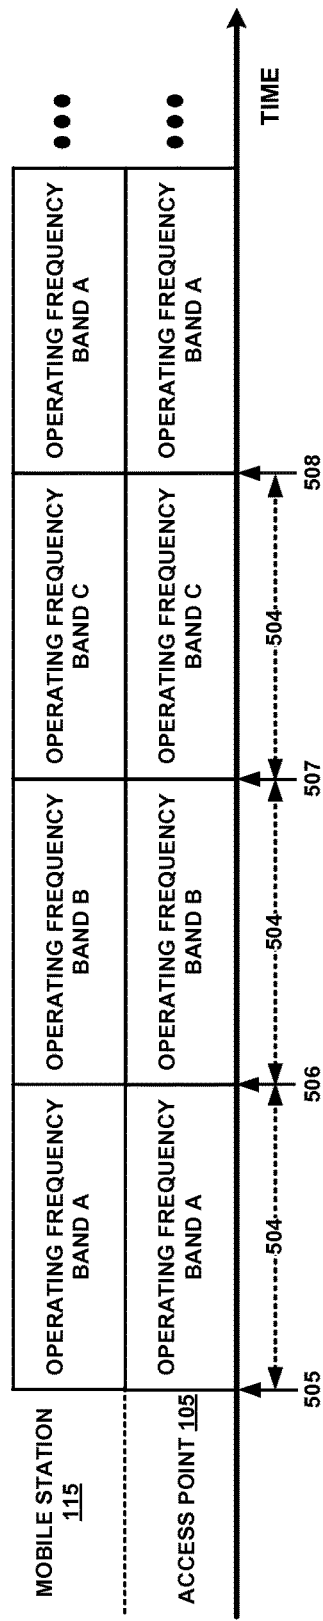 MOBILE STATION
115
OPERATING FREQUENCY
BAND A
OPERATING FREQUENCY
BAND B
OPERATING FREQUENCY
BAND C
OPERATING FREQUENCY
BAND A
ACCESS POINT 105
OPERATING FREQUENCY
BAND A
OPERATING FREQUENCY
BAND B
OPERATING FREQUENCY
BAND C
OPERATING FREQUENCY
BAND A
TIME
504
504
504
505
506
507
508